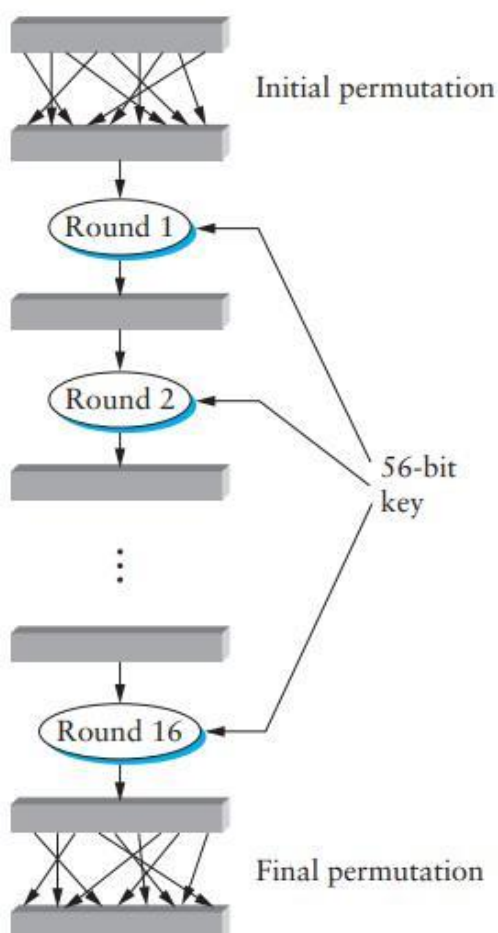 Initial permutation
Round 1
Round 2
56-bit
key
Round 16
Final permutation